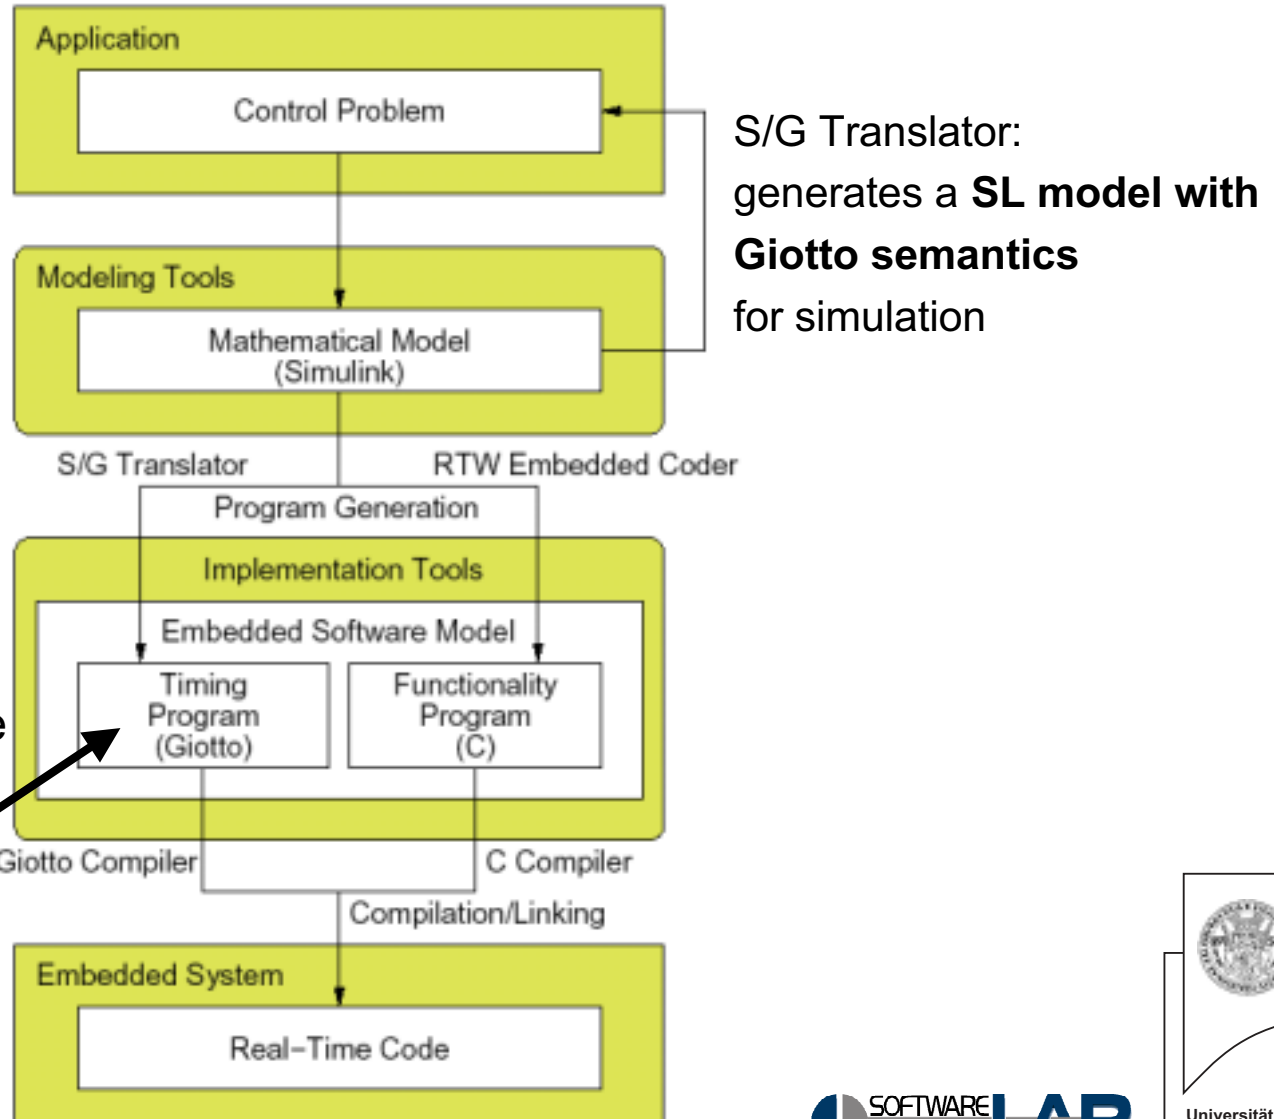 Application
Control Problem
S/G Translator:
generates a SL model with
Giotto semantics
for simulation
Modeling Tools
Mathematical Model
(Simulink)
S/G Translator
RTW Embedded Coder
Program Generation
Implementation Tools
Embedded Software Model
Timing
Program
(Giotto)
Functionality
Program
(C)
e
Giotto Compiler
C Compiler
Compilation/Linking
Embedded System
Real-Time Code
SOFTWARE
LAB
Universität